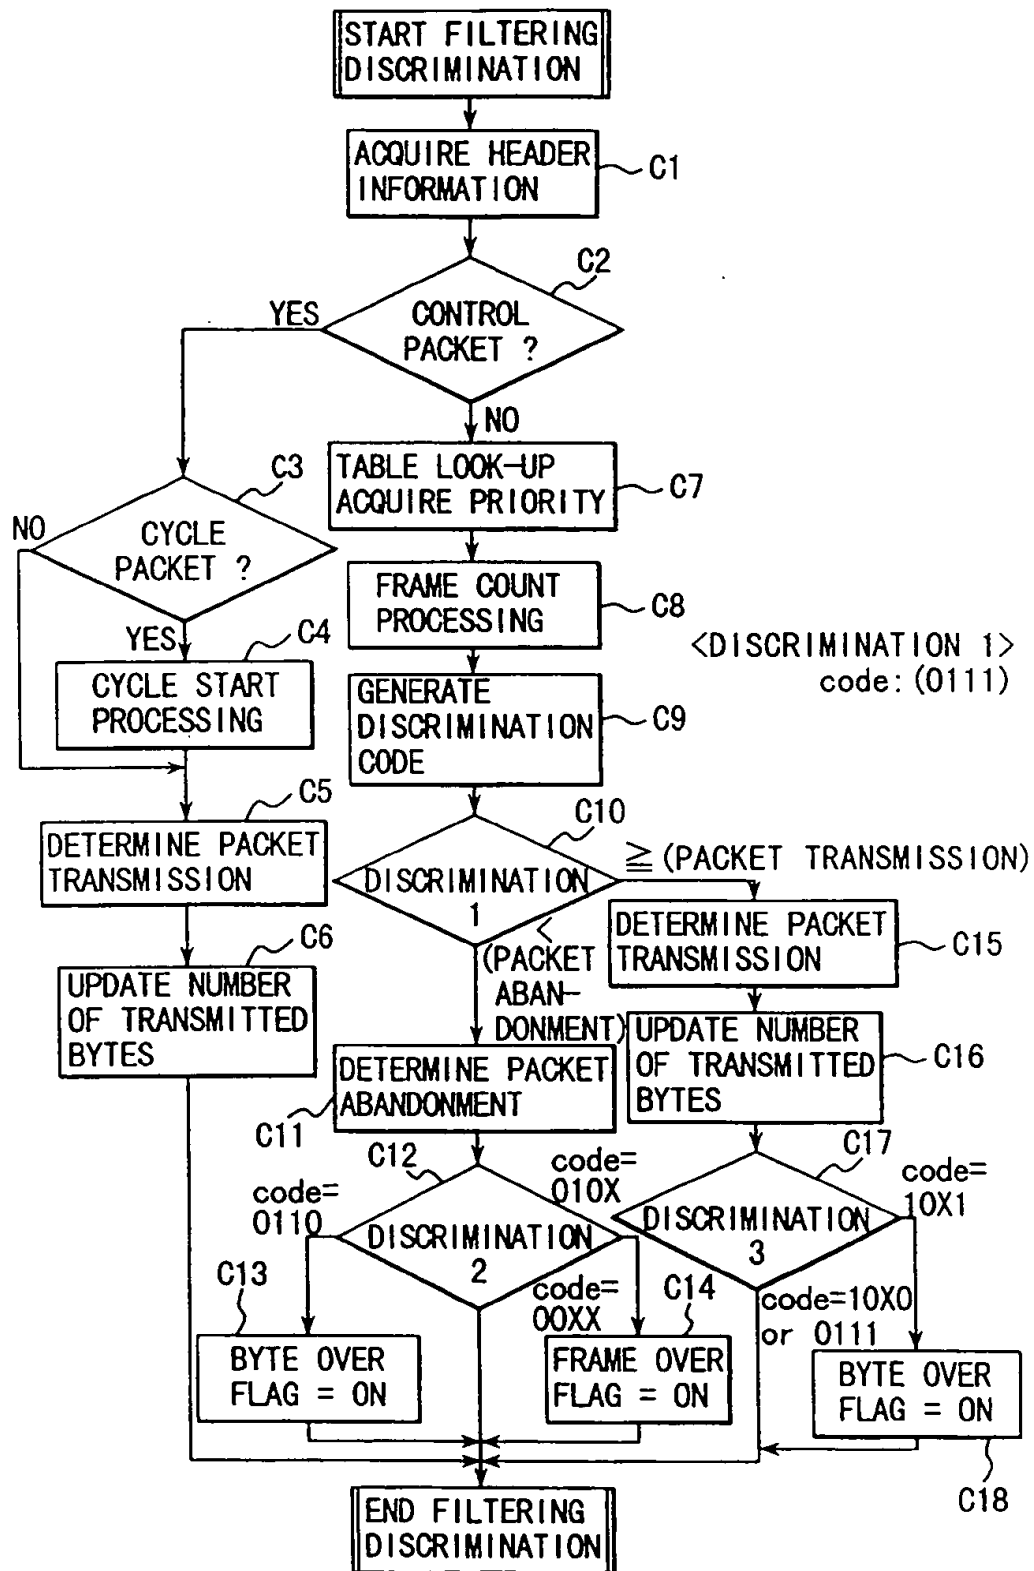 START FILTERING
DISCRIMINATION
ACQUIRE HEADER
INFORMATION
C1
C2
CONTROL
PACKET ?
YES
NO
C3
CYCLE
PACKET ?
NO
YES
C4
CYCLE START
PROCESSING
C5
DETERMINE PACKET
TRANSMISSION
C6
UPDATE NUMBER
OF TRANSMITTED
BYTES
TABLE LOOK-UP
ACQUIRE PRIORITY
C7
FRAME COUNT
PROCESSING
C8
<DISCRIMINATION 1>
code:(0111)
GENERATE
DISCRIMINATION
CODE
C9
C10
DISCRIMINATION
1
≧(PACKET TRANSMISSION)
<
(PACKET
ABAN-
DONMENT)
DETERMINE PACKET
ABANDONMENT
C11
C12
DISCRIMINATION
2
code=
0110
code=
010X
code=
00XX
C13
BYTE OVER
FLAG = ON
C14
FRAME OVER
FLAG = ON
DETERMINE PACKET
TRANSMISSION
C15
UPDATE NUMBER
OF TRANSMITTED
BYTES
C16
C17
DISCRIMINATION
3
code=
10X1
code=10X0
or 0111
BYTE OVER
FLAG = ON
C18
END FILTERING
DISCRIMINATION